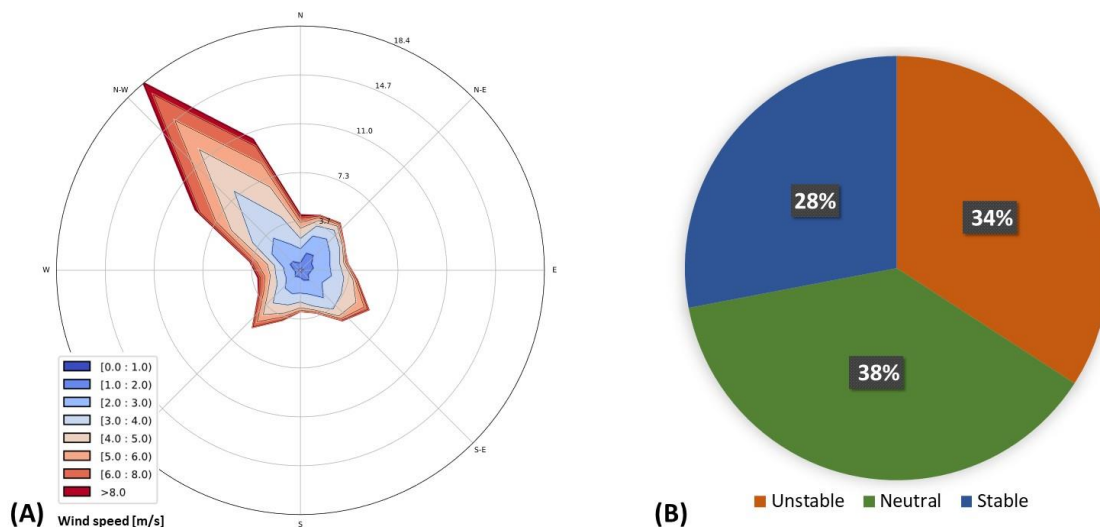 N
18.4
N-W
N-E
14.7
11.0
7.3
3.7
W
E
S-E
S
[0.0 : 1.0)
[1.0 : 2.0)
[2.0 : 3.0)
[3.0 : 4.0)
[4.0 : 5.0)
[5.0 : 6.0)
[6.0 : 8.0)
>8.0
(A)
Wind speed [m/s]
28%
34%
38%
(B)
Unstable Neutral Stable